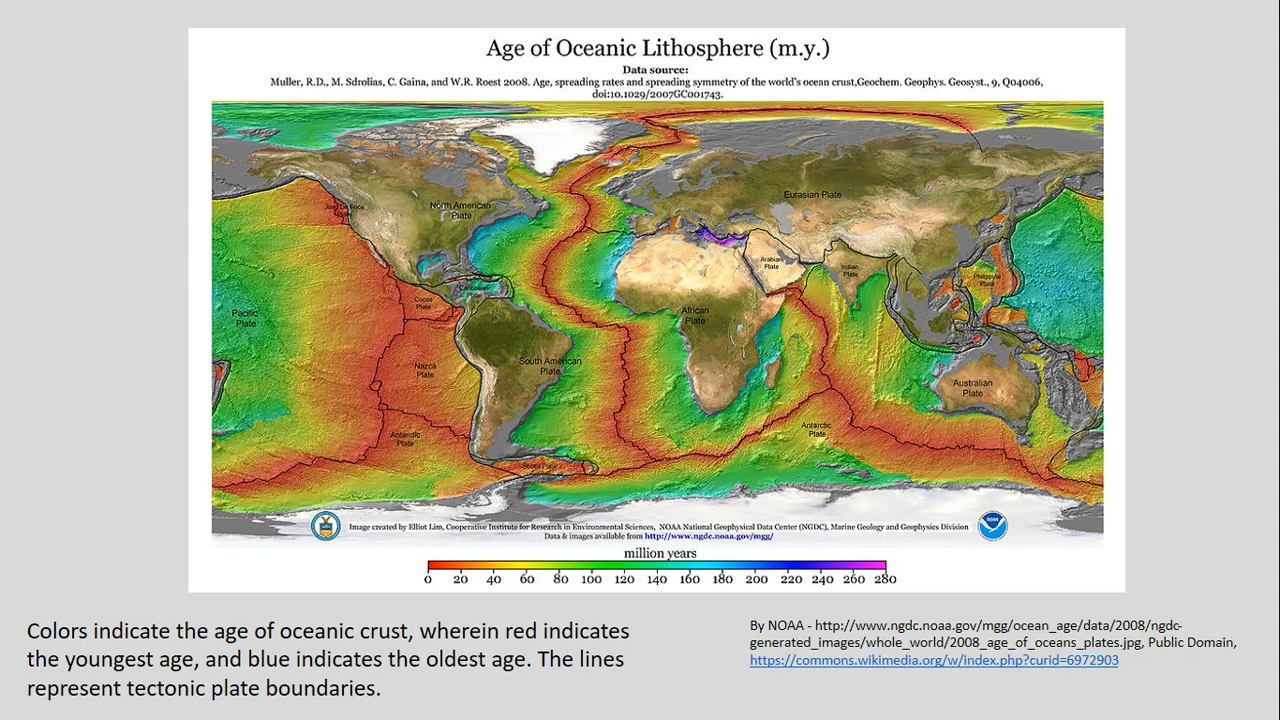 Age of Oceanic Lithosphere (m.y.)
Data source:
Muller, R.D., M. Sdrolias, C. Gaina, and W.R. Roest 2008. Age, spreading rates and spreading symmetry of the world's ocean crust,Geochem. Geophys. Geosyst., 9, Q04006,
doi:10.1029/2007GC001743.
Eurasian Plate
North American
Plate
Juan De Fuca
Plate
Arabian
Plate
Indian
Plate
Philippine
Plate
Cocos
Plate
Caribbean
Pacific
Plate
African
Plate
Nazca
Plate
South American
Plate
Australian
Plate
Antarctic
Plate
Antarctic
Plate
Scotia Plate
Image created by Elliot Lim, Cooperative Institute for Research in Environmental Sciences, NOAA National Geophysical Data Center (NGDC), Marine Geology and Geophysics Division
Data & images available from http://www.ngdc.noaa.gov/mgg/
NOAA
million years
0 20 40 60 80 100 120 140 160 180 200 220 240 260 280
Colors indicate the age of oceanic crust, wherein red indicates
the youngest age, and blue indicates the oldest age. The lines
represent tectonic plate boundaries.
By NOAA - http://www.ngdc.noaa.gov/mgg/ocean_age/data/2008/ngdc-
generated_images/whole_world/2008_age_of_oceans_plates.jpg, Public Domain,
https://commons.wikimedia.org/w/index.php?curid=6972903